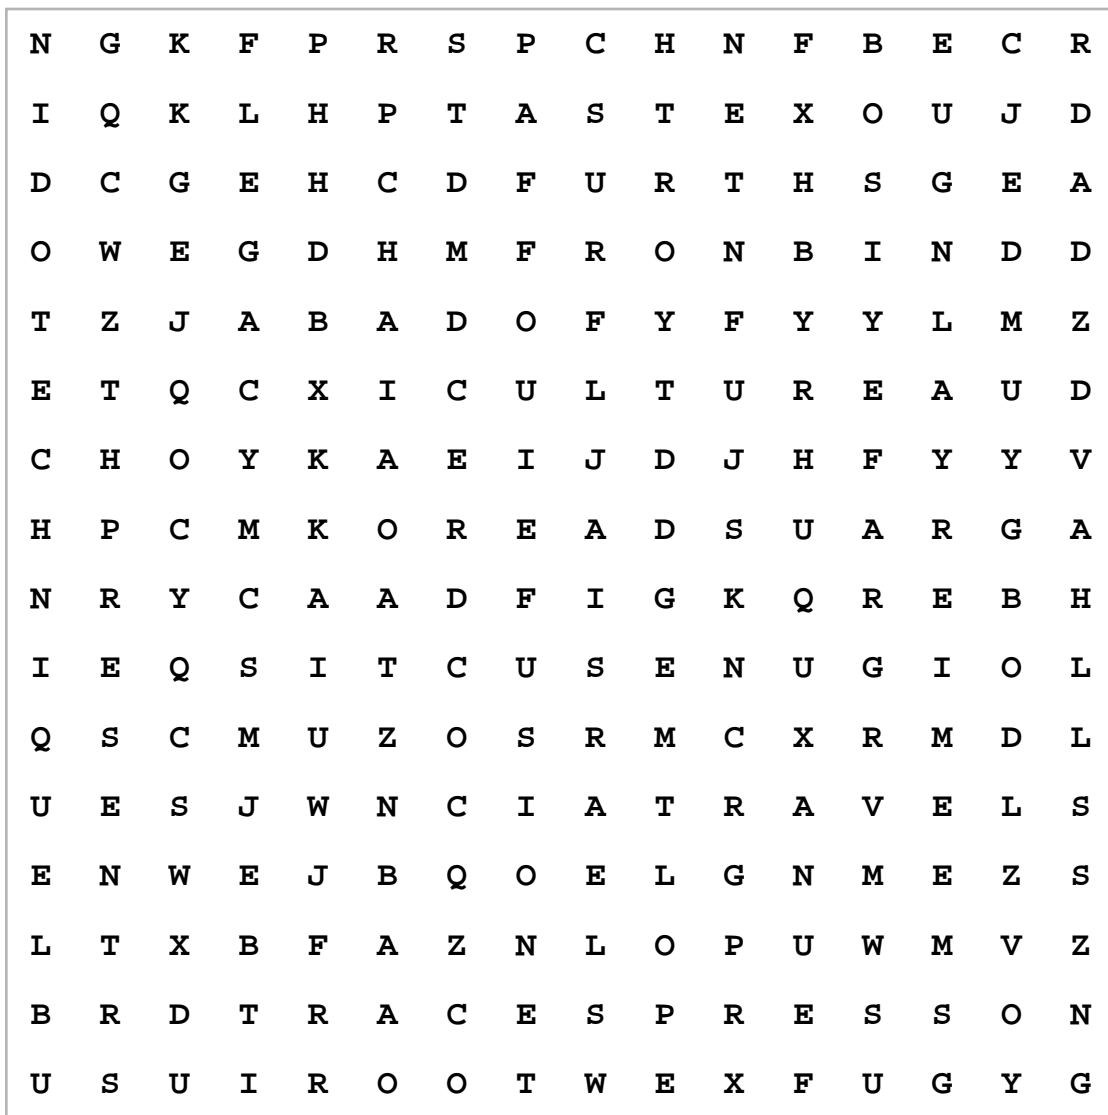 N G K F P R S P C H N F B E C R
I Q K L H P T A S T E X O U J D
D C G E H C D F U R T H S G E A
O W E G D H M F R O N B I N D D
T Z J A B A D O F Y F Y Y L M Z
E T Q C X I C U L T U R E A U D
C H O Y K A E I J D J H F Y Y V
H P C M K O R E A D S U A R G A
N R Y C A A D F I G K Q R E B H
I E Q S I T C U S E N U G I O L
Q S C M U Z O S R M C X R M D L
U E S J W N C I A T R A V E L S
E N W E J B Q O E L G N M E Z S
L T X B F A Z N L O P U W M V Z
B R D T R A C E S P R E S S O N
U S U I R O O T W E X F U G Y G